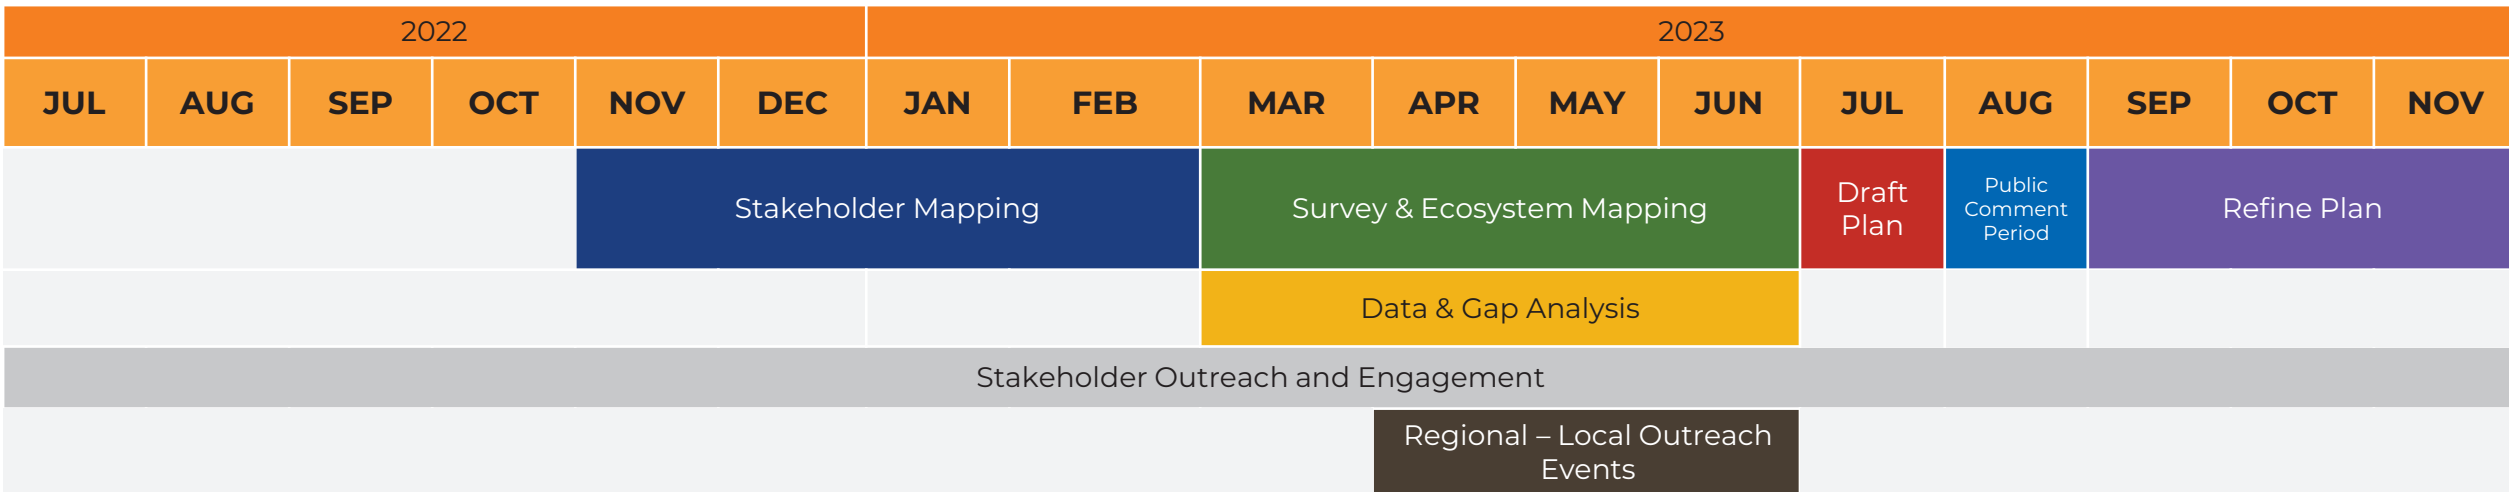 2022 2023
JUL AUG SEP OCT NOV DEC JAN FEB MAR APR MAY JUN JUL AUG SEP OCT NOV
Stakeholder Mapping
Survey & Ecosystem Mapping
Draft
Plan
Public
Comment
Period
Refine Plan
Data & Gap Analysis
Stakeholder Outreach and Engagement
Regional – Local Outreach
Events